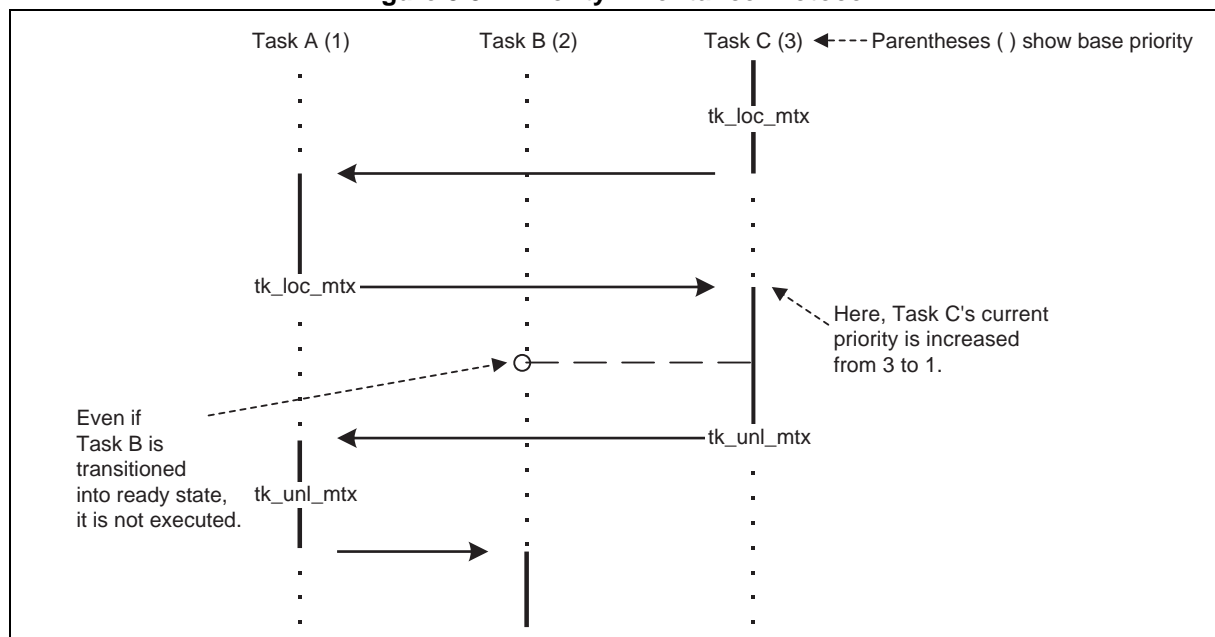 Task A (1) Task B (2) Task C (3) Parentheses ( ) show base priority
tk_loc_mtx
tk_loc_mtx
Here, Task C's current
priority is increased
from 3 to 1.
Even if
Task B is
transitioned
into ready state,
it is not executed.
tk_unl_mtx
tk_unl_mtx